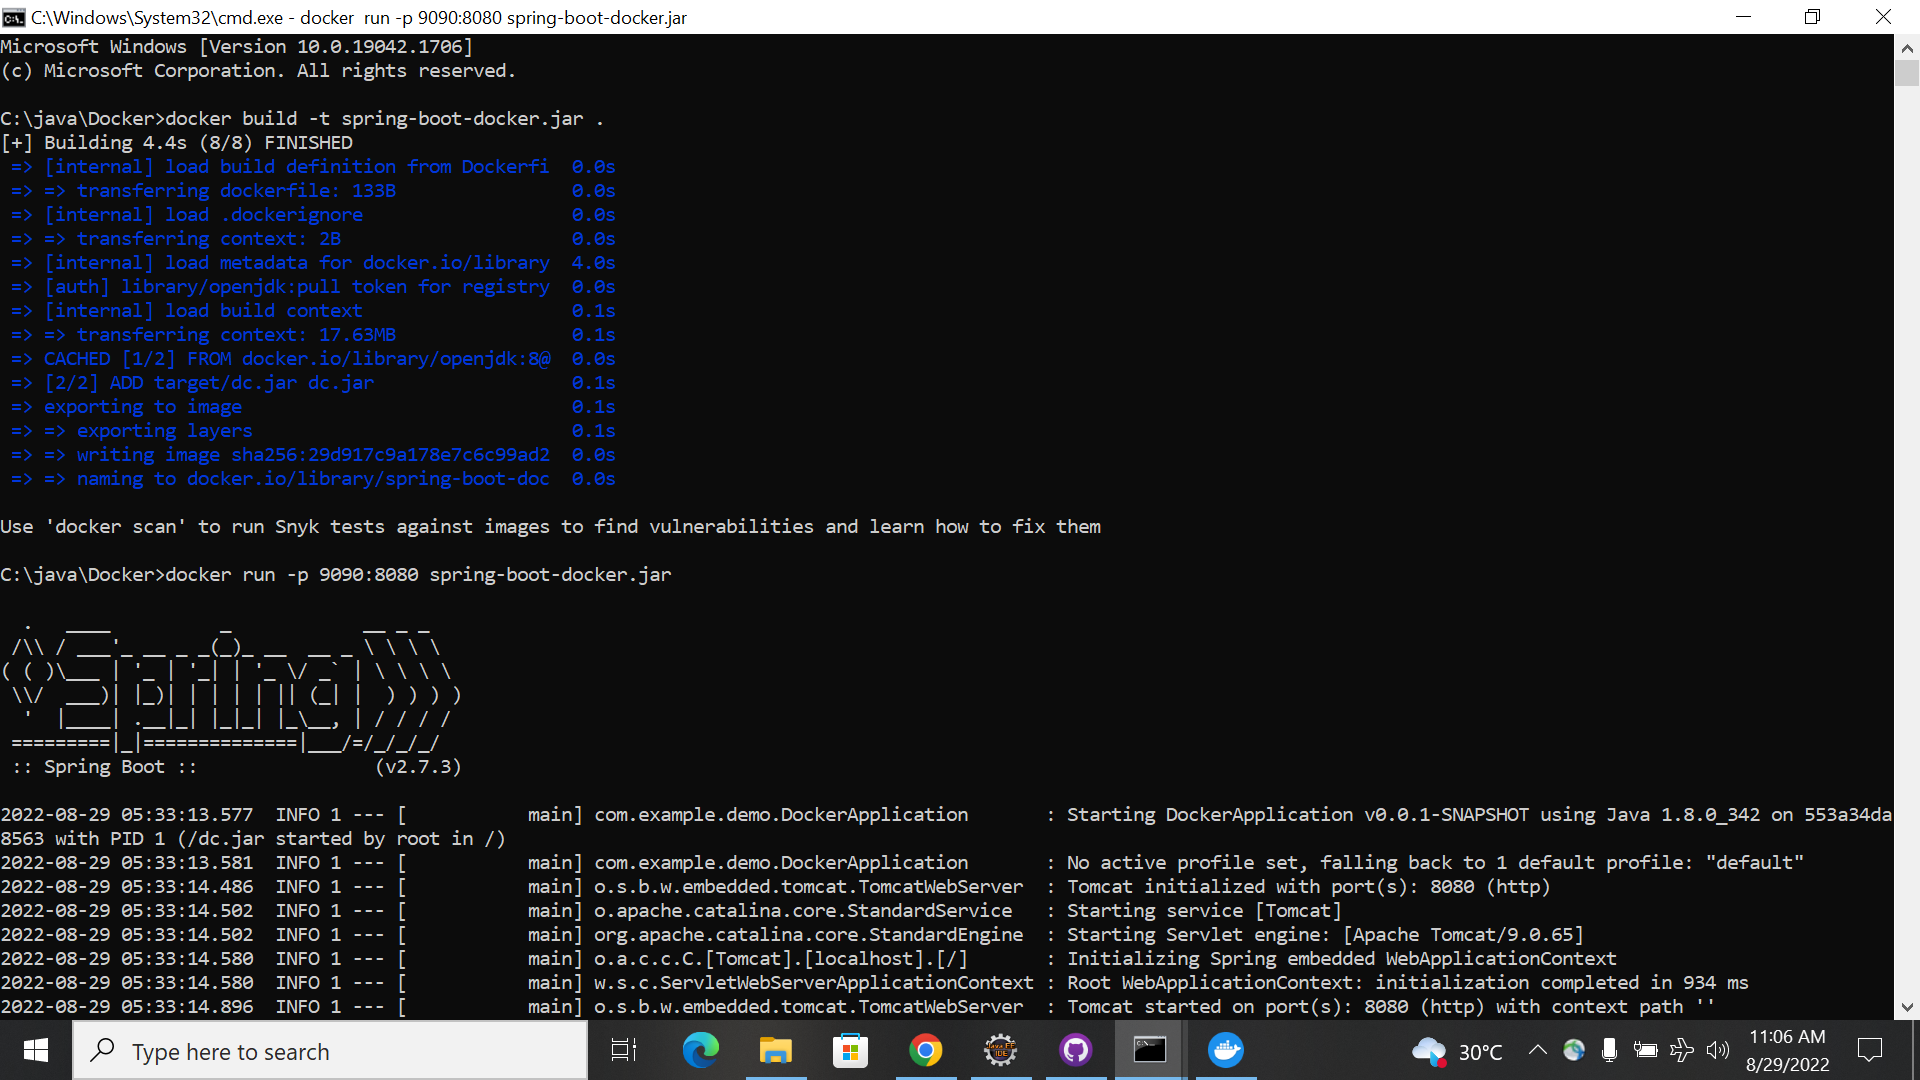 C:\Windows\System32\cmd.exe - docker  run -p 9090:8080 spring-boot-docker.jar
Microsoft Windows [Version 10.0.19042.1706]
(c) Microsoft Corporation. All rights reserved.
C:\java\Docker>docker build -t spring-boot-docker.jar .
[+] Building 4.4s (8/8) FINISHED
 => [internal] load build definition from Dockerfi  0.0s
 => => transferring dockerfile: 133B                0.0s
 => [internal] load .dockerignore                   0.0s
 => => transferring context: 2B                     0.0s
 => [internal] load metadata for docker.io/library  4.0s
 => [auth] library/openjdk:pull token for registry  0.0s
 => [internal] load build context                   0.1s
 => => transferring context: 17.63MB                0.1s
 => CACHED [1/2] FROM docker.io/library/openjdk:8@  0.0s
 => [2/2] ADD target/dc.jar dc.jar                  0.1s
 => exporting to image                              0.1s
 => => exporting layers                             0.1s
 => => writing image sha256:29d917c9a178e7c6c99ad2  0.0s
 => => naming to docker.io/library/spring-boot-doc  0.0s
Use 'docker scan' to run Snyk tests against images to find vulnerabilities and learn how to fix them
C:\java\Docker>docker run -p 9090:8080 spring-boot-docker.jar
  .   ____          _            __ _ _
 /\\ / ___'_ __ _ _(_)_ __  __ _ \ \ \ \
( ( )\___ | '_ | '_| | '_ \/ _` | \ \ \ \
 \\/  ___)| |_)| | | | | || (_| |  ) ) ) )
  '  |____| .__|_| |_|_| |_\__, | / / / /
 =========|_|==============|___/=/_/_/_/
 :: Spring Boot ::                (v2.7.3)
2022-08-29 05:33:13.577  INFO 1 --- [           main] com.example.demo.DockerApplication       : Starting DockerApplication v0.0.1-SNAPSHOT using Java 1.8.0_342 on 553a34da
8563 with PID 1 (/dc.jar started by root in /)
2022-08-29 05:33:13.581  INFO 1 --- [           main] com.example.demo.DockerApplication       : No active profile set, falling back to 1 default profile: "default"
2022-08-29 05:33:14.486  INFO 1 --- [           main] o.s.b.w.embedded.tomcat.TomcatWebServer  : Tomcat initialized with port(s): 8080 (http)
2022-08-29 05:33:14.502  INFO 1 --- [           main] o.apache.catalina.core.StandardService   : Starting service [Tomcat]
2022-08-29 05:33:14.502  INFO 1 --- [           main] org.apache.catalina.core.StandardEngine  : Starting Servlet engine: [Apache Tomcat/9.0.65]
2022-08-29 05:33:14.580  INFO 1 --- [           main] o.a.c.c.C.[Tomcat].[localhost].[/]       : Initializing Spring embedded WebApplicationContext
2022-08-29 05:33:14.580  INFO 1 --- [           main] w.s.c.ServletWebServerApplicationContext : Root WebApplicationContext: initialization completed in 934 ms
2022-08-29 05:33:14.896  INFO 1 --- [           main] o.s.b.w.embedded.tomcat.TomcatWebServer  : Tomcat started on port(s): 8080 (http) with context path ''
Type here to search
30°C
11:06 AM
8/29/2022